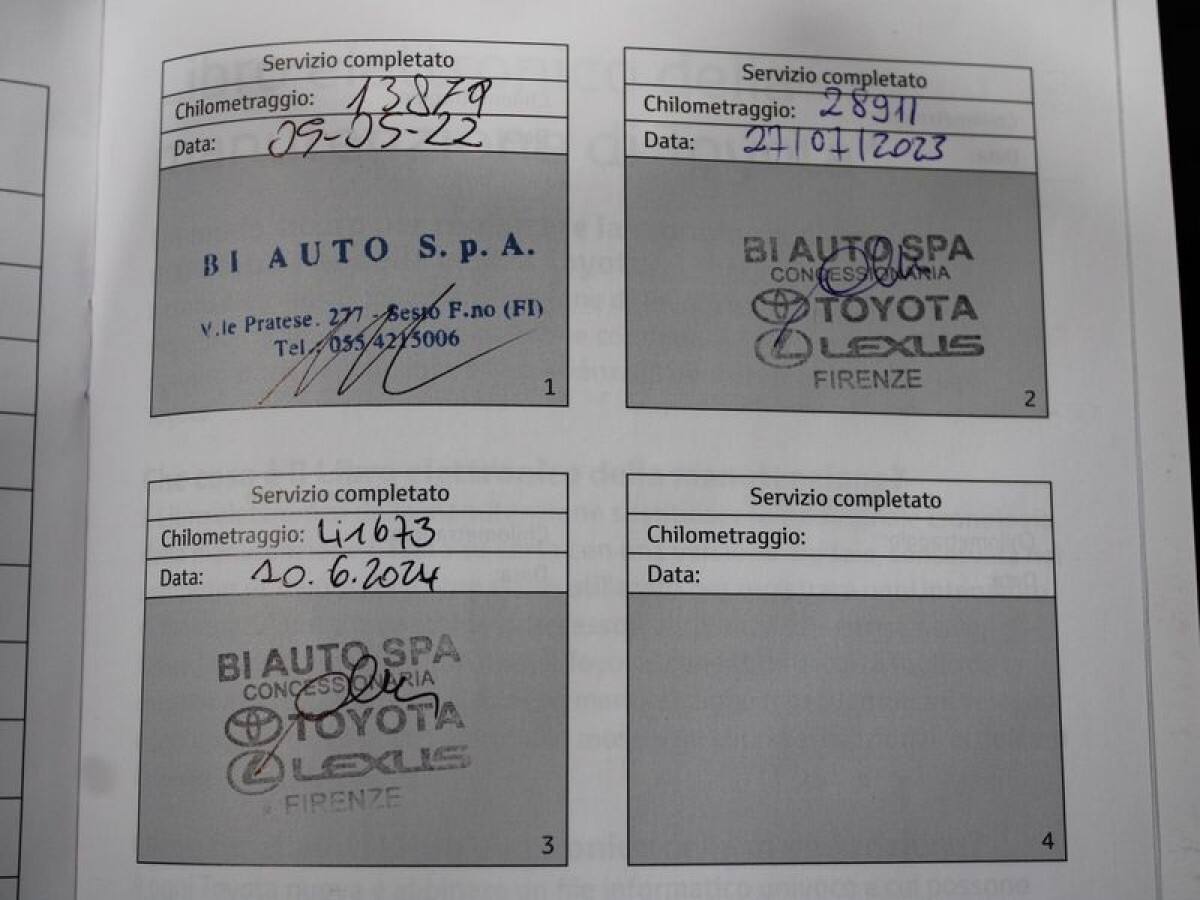 Servizio completato
Chilometraggio: 13879
Data: 09-05-22
BI AUTO S.p.A.
V.le Pratese. 277 - Sesto F.no (FI)
Tel.: 055 4215006
1
Servizio completato
Chilometraggio: 28911
Data: 27/07/2023
BI AUTO SPA
CONCESSIONARIA
TOYOTA
LEXUS
FIRENZE
2
Servizio completato
Chilometraggio: 41673
Data: 10.6.2024
BI AUTO SPA
CONCESSIONARIA
TOYOTA
LEXUS
FIRENZE
3
Servizio completato
Chilometraggio:
Data:
4